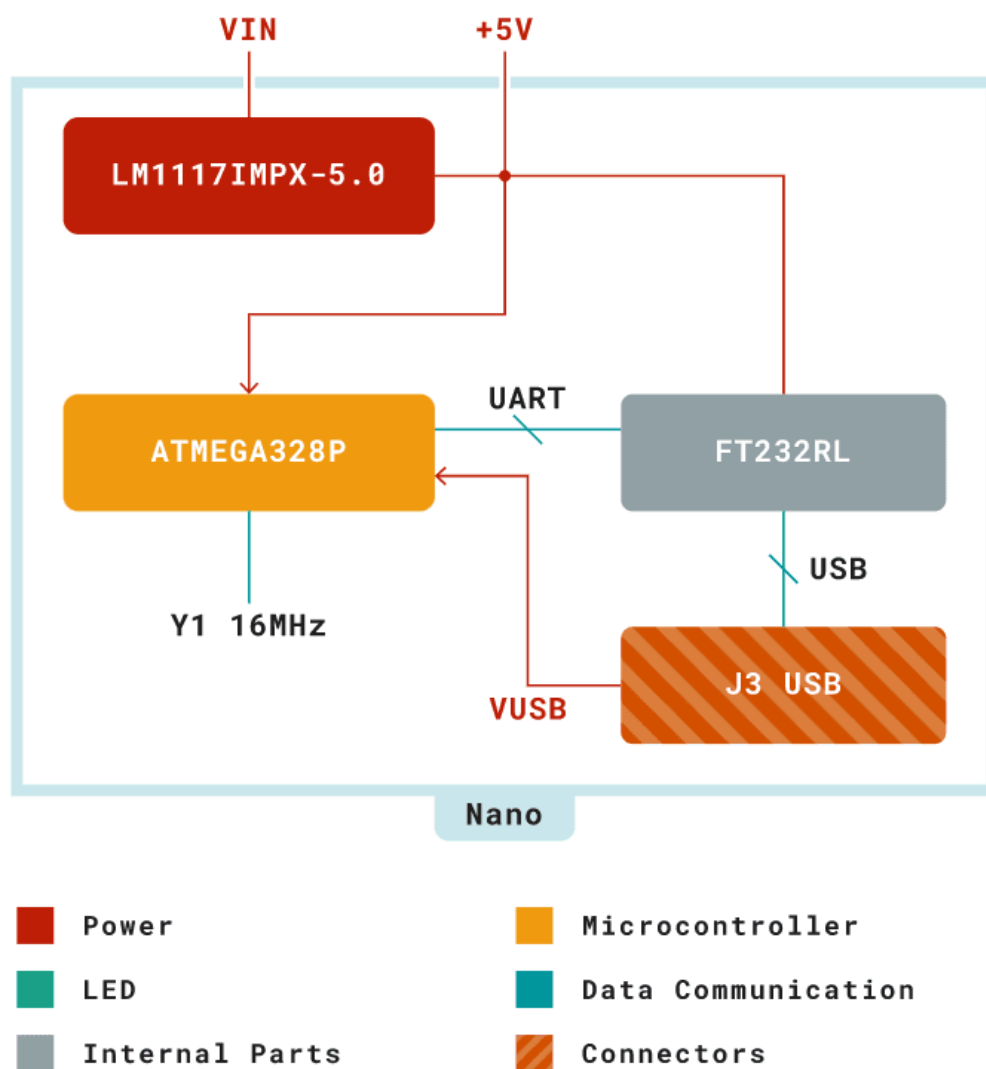 VIN
+5V
LM1117IMPX-5.0
UART
ATMEGA328P
FT232RL
USB
Y1 16MHz
J3 USB
VUSB
Nano
Power
Microcontroller
LED
Data Communication
Internal Parts
Connectors